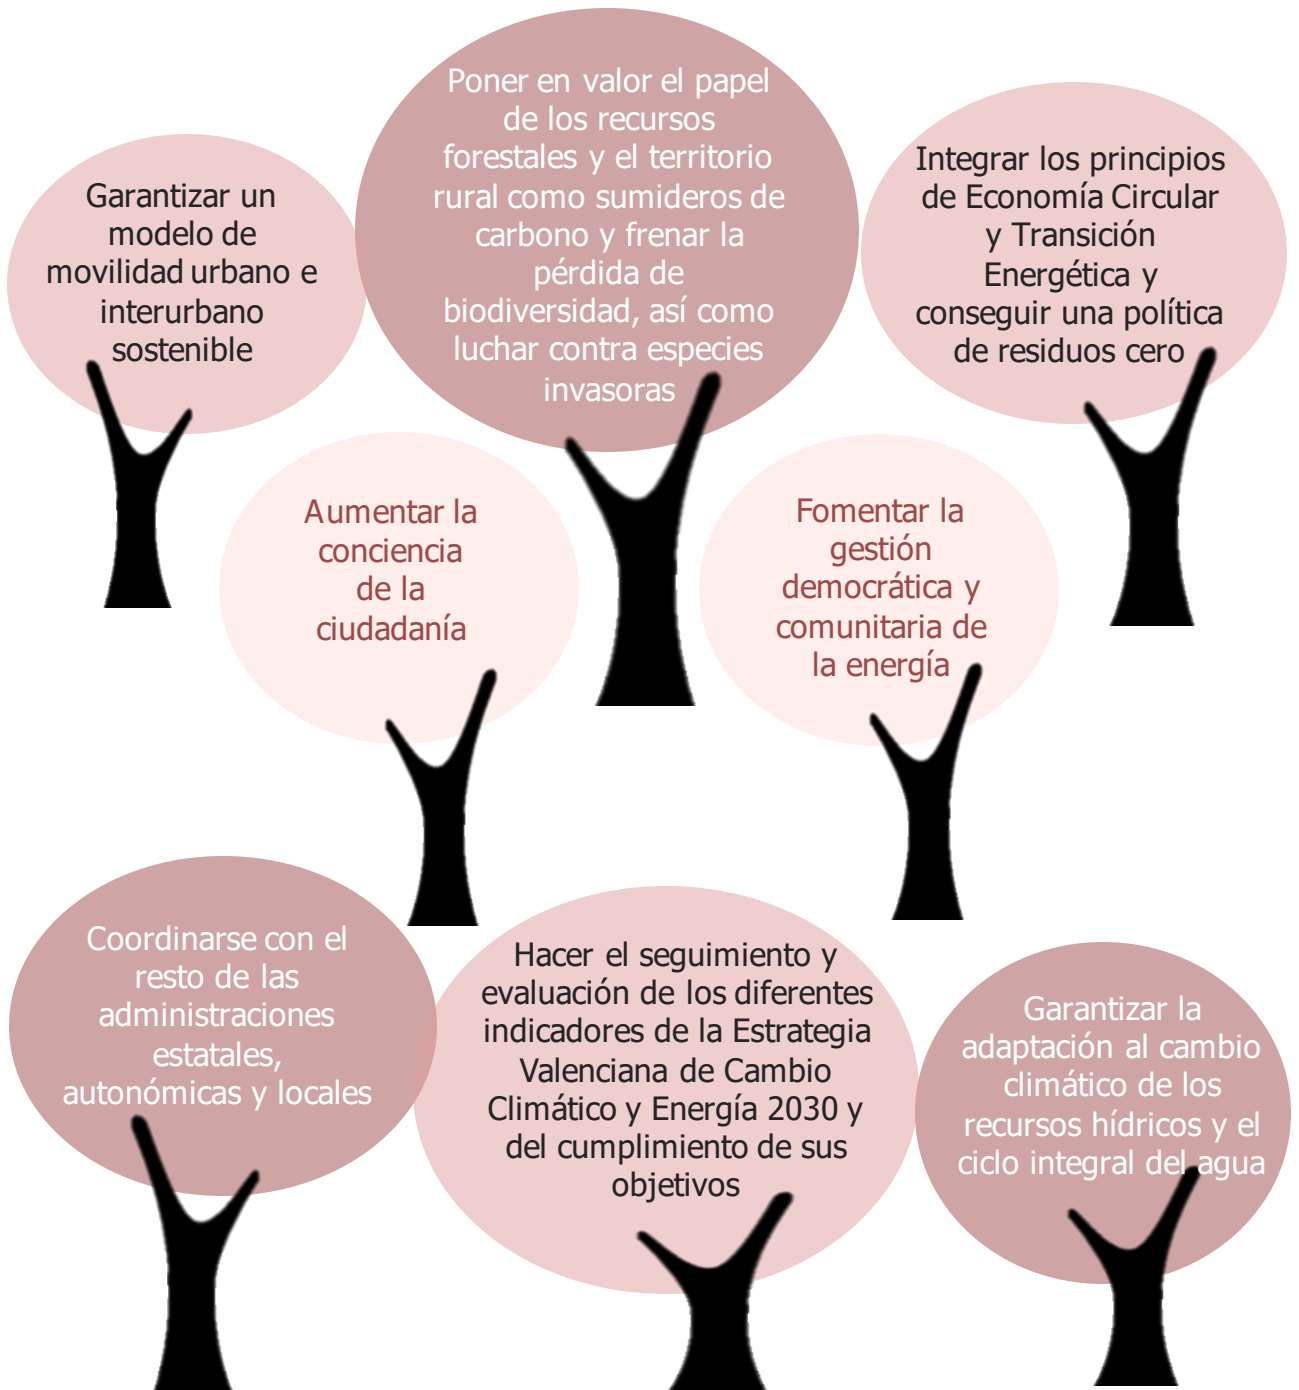 Garantizar un
modelo de
movilidad urbano e
interurbano
sostenible
Poner en valor el papel
de los recursos
forestales y el territorio
rural como sumideros de
carbono y frenar la
pérdida de
biodiversidad, así como
luchar contra especies
invasoras
Integrar los principios
de Economía Circular
y Transición
Energética y
conseguir una política
de residuos cero
Aumentar la
conciencia
de la
ciudadanía
Fomentar la
gestión
democrática y
comunitaria de
la energía
Coordinarse con el
resto de las
administraciones
estatales,
autonómicas y locales
Hacer el seguimiento y
evaluación de los diferentes
indicadores de la Estrategia
Valenciana de Cambio
Climático y Energía 2030 y
del cumplimiento de sus
objetivos
Garantizar la
adaptación al cambio
climático de los
recursos hídricos y el
ciclo integral del agua